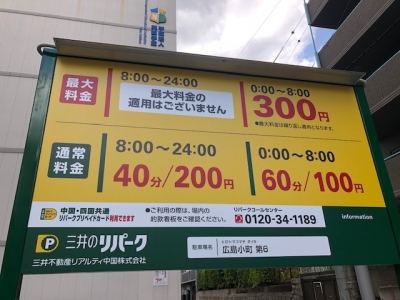 最大料金
8:00〜24:00
最大料金の
適用はございません
0:00〜8:00
300円
●最大料金は繰り返し適用となります。
通常料金
8:00〜24:00
40分/200円
0:00〜8:00
60分/100円
中国・四国共通
リパークプリペイドカード利用できます
●ご利用の際は、場内の
約款看板をご確認ください。
リパークコールセンター
0120-34-1189
information
P 三井のリパーク
三井不動産リアルティ中国株式会社
駐車場名
広島小町 第6